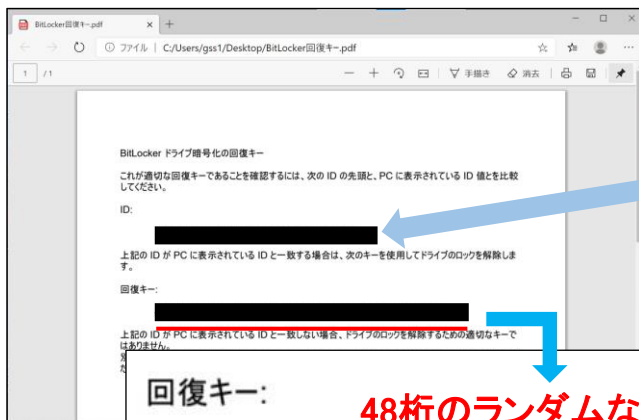 BitLocker回復キー.pdf
ファイル | C:/Users/gss1/Desktop/BitLocker回復キー.pdf
1 /1
手描き 消去
BitLocker ドライブ暗号化の回復キー
これが適切な回復キーであることを確認するには、次の ID の先頭と、PC に表示されている ID 値とを比較
してください。
ID:
上記の ID が PC に表示されている ID と一致する場合は、次のキーを使用してドライブのロックを解除しま
す。
回復キー:
上記の ID が PC に表示されている ID と一致しない場合、ドライブのロックを解除するための適切なキーで
はありません。
回復キー:
48桁のランダムな